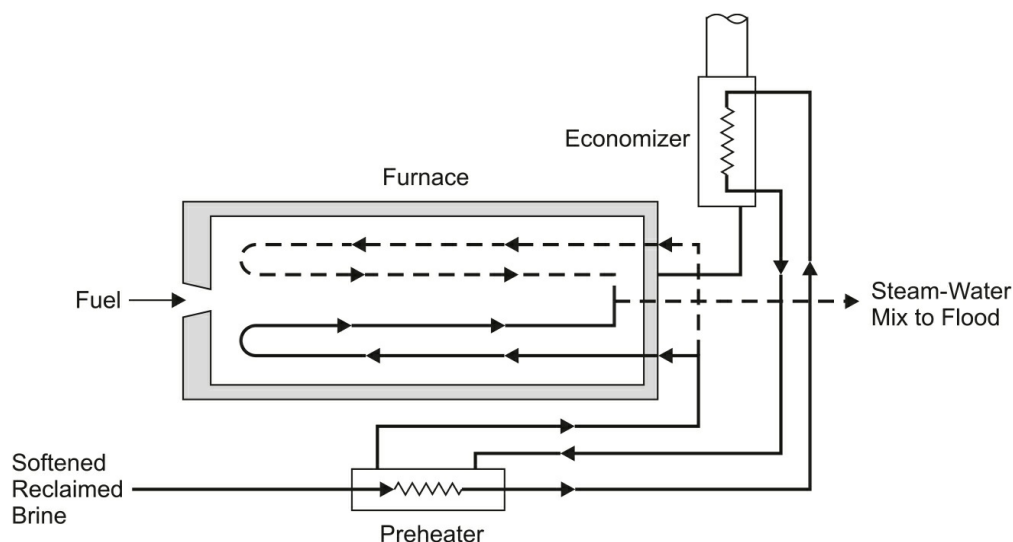 Economizer
Furnace
Fuel
Steam-Water
Mix to Flood
Softened
Reclaimed
Brine
Preheater